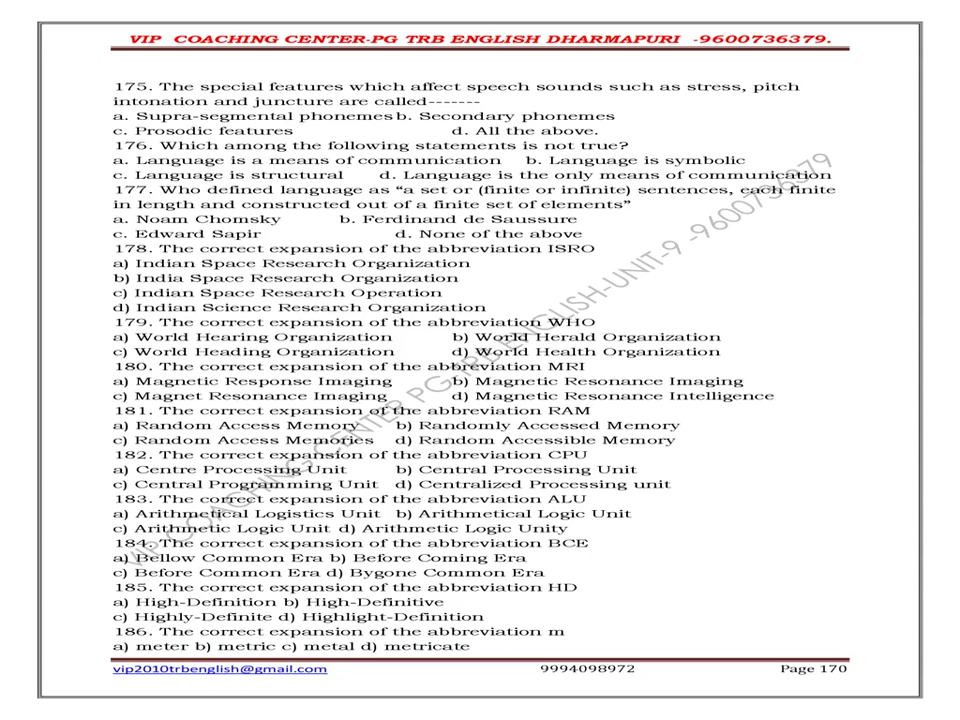 VIP COACHING CENTER-PG TRB ENGLISH DHARMAPURI -9600736379.
175. The special features which affect speech sounds such as stress, pitch
intonation and juncture are called-------
a. Supra-segmental phonemes b. Secondary phonemes
c. Prosodic features d. All the above.
176. Which among the following statements is not true?
a. Language is a means of communication b. Language is symbolic
c. Language is structural d. Language is the only means of communication
177. Who defined language as “a set or (finite or infinite) sentences, each finite
in length and constructed out of a finite set of elements”
a. Noam Chomsky b. Ferdinand de Saussure
c. Edward Sapir d. None of the above
178. The correct expansion of the abbreviation ISRO
a) Indian Space Research Organization
b) India Space Research Organization
c) Indian Space Research Operation
d) Indian Science Research Organization
179. The correct expansion of the abbreviation WHO
a) World Hearing Organization b) World Herald Organization
c) World Heading Organization d) World Health Organization
180. The correct expansion of the abbreviation MRI
a) Magnetic Response Imaging b) Magnetic Resonance Imaging
c) Magnet Resonance Imaging d) Magnetic Resonance Intelligence
181. The correct expansion of the abbreviation RAM
a) Random Access Memory b) Randomly Accessed Memory
c) Random Access Memories d) Random Accessible Memory
182. The correct expansion of the abbreviation CPU
a) Centre Processing Unit b) Central Processing Unit
c) Central Programming Unit d) Centralized Processing unit
183. The correct expansion of the abbreviation ALU
a) Arithmetical Logistics Unit b) Arithmetical Logic Unit
c) Arithmetic Logic Unit d) Arithmetic Logic Unity
184. The correct expansion of the abbreviation BCE
a) Bellow Common Era b) Before Coming Era
c) Before Common Era d) Bygone Common Era
185. The correct expansion of the abbreviation HD
a) High-Definition b) High-Definitive
c) Highly-Definite d) Highlight-Definition
186. The correct expansion of the abbreviation m
a) meter b) metric c) metal d) metricate
VIP COACHING CENTER PG-TRB ENGLISH-UNIT-9 -9600736379
vip2010trbenglish@gmail.com 9994098972 Page 170